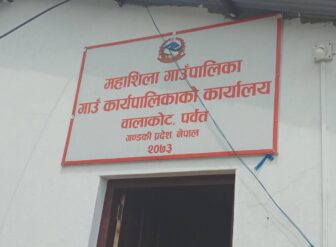 महाशिला गाउँपालिका
गाउँ कार्यपालिकाको कार्यालय
वालाकोट, पर्वत
गण्डकी प्रदेश, नेपाल
२०७३